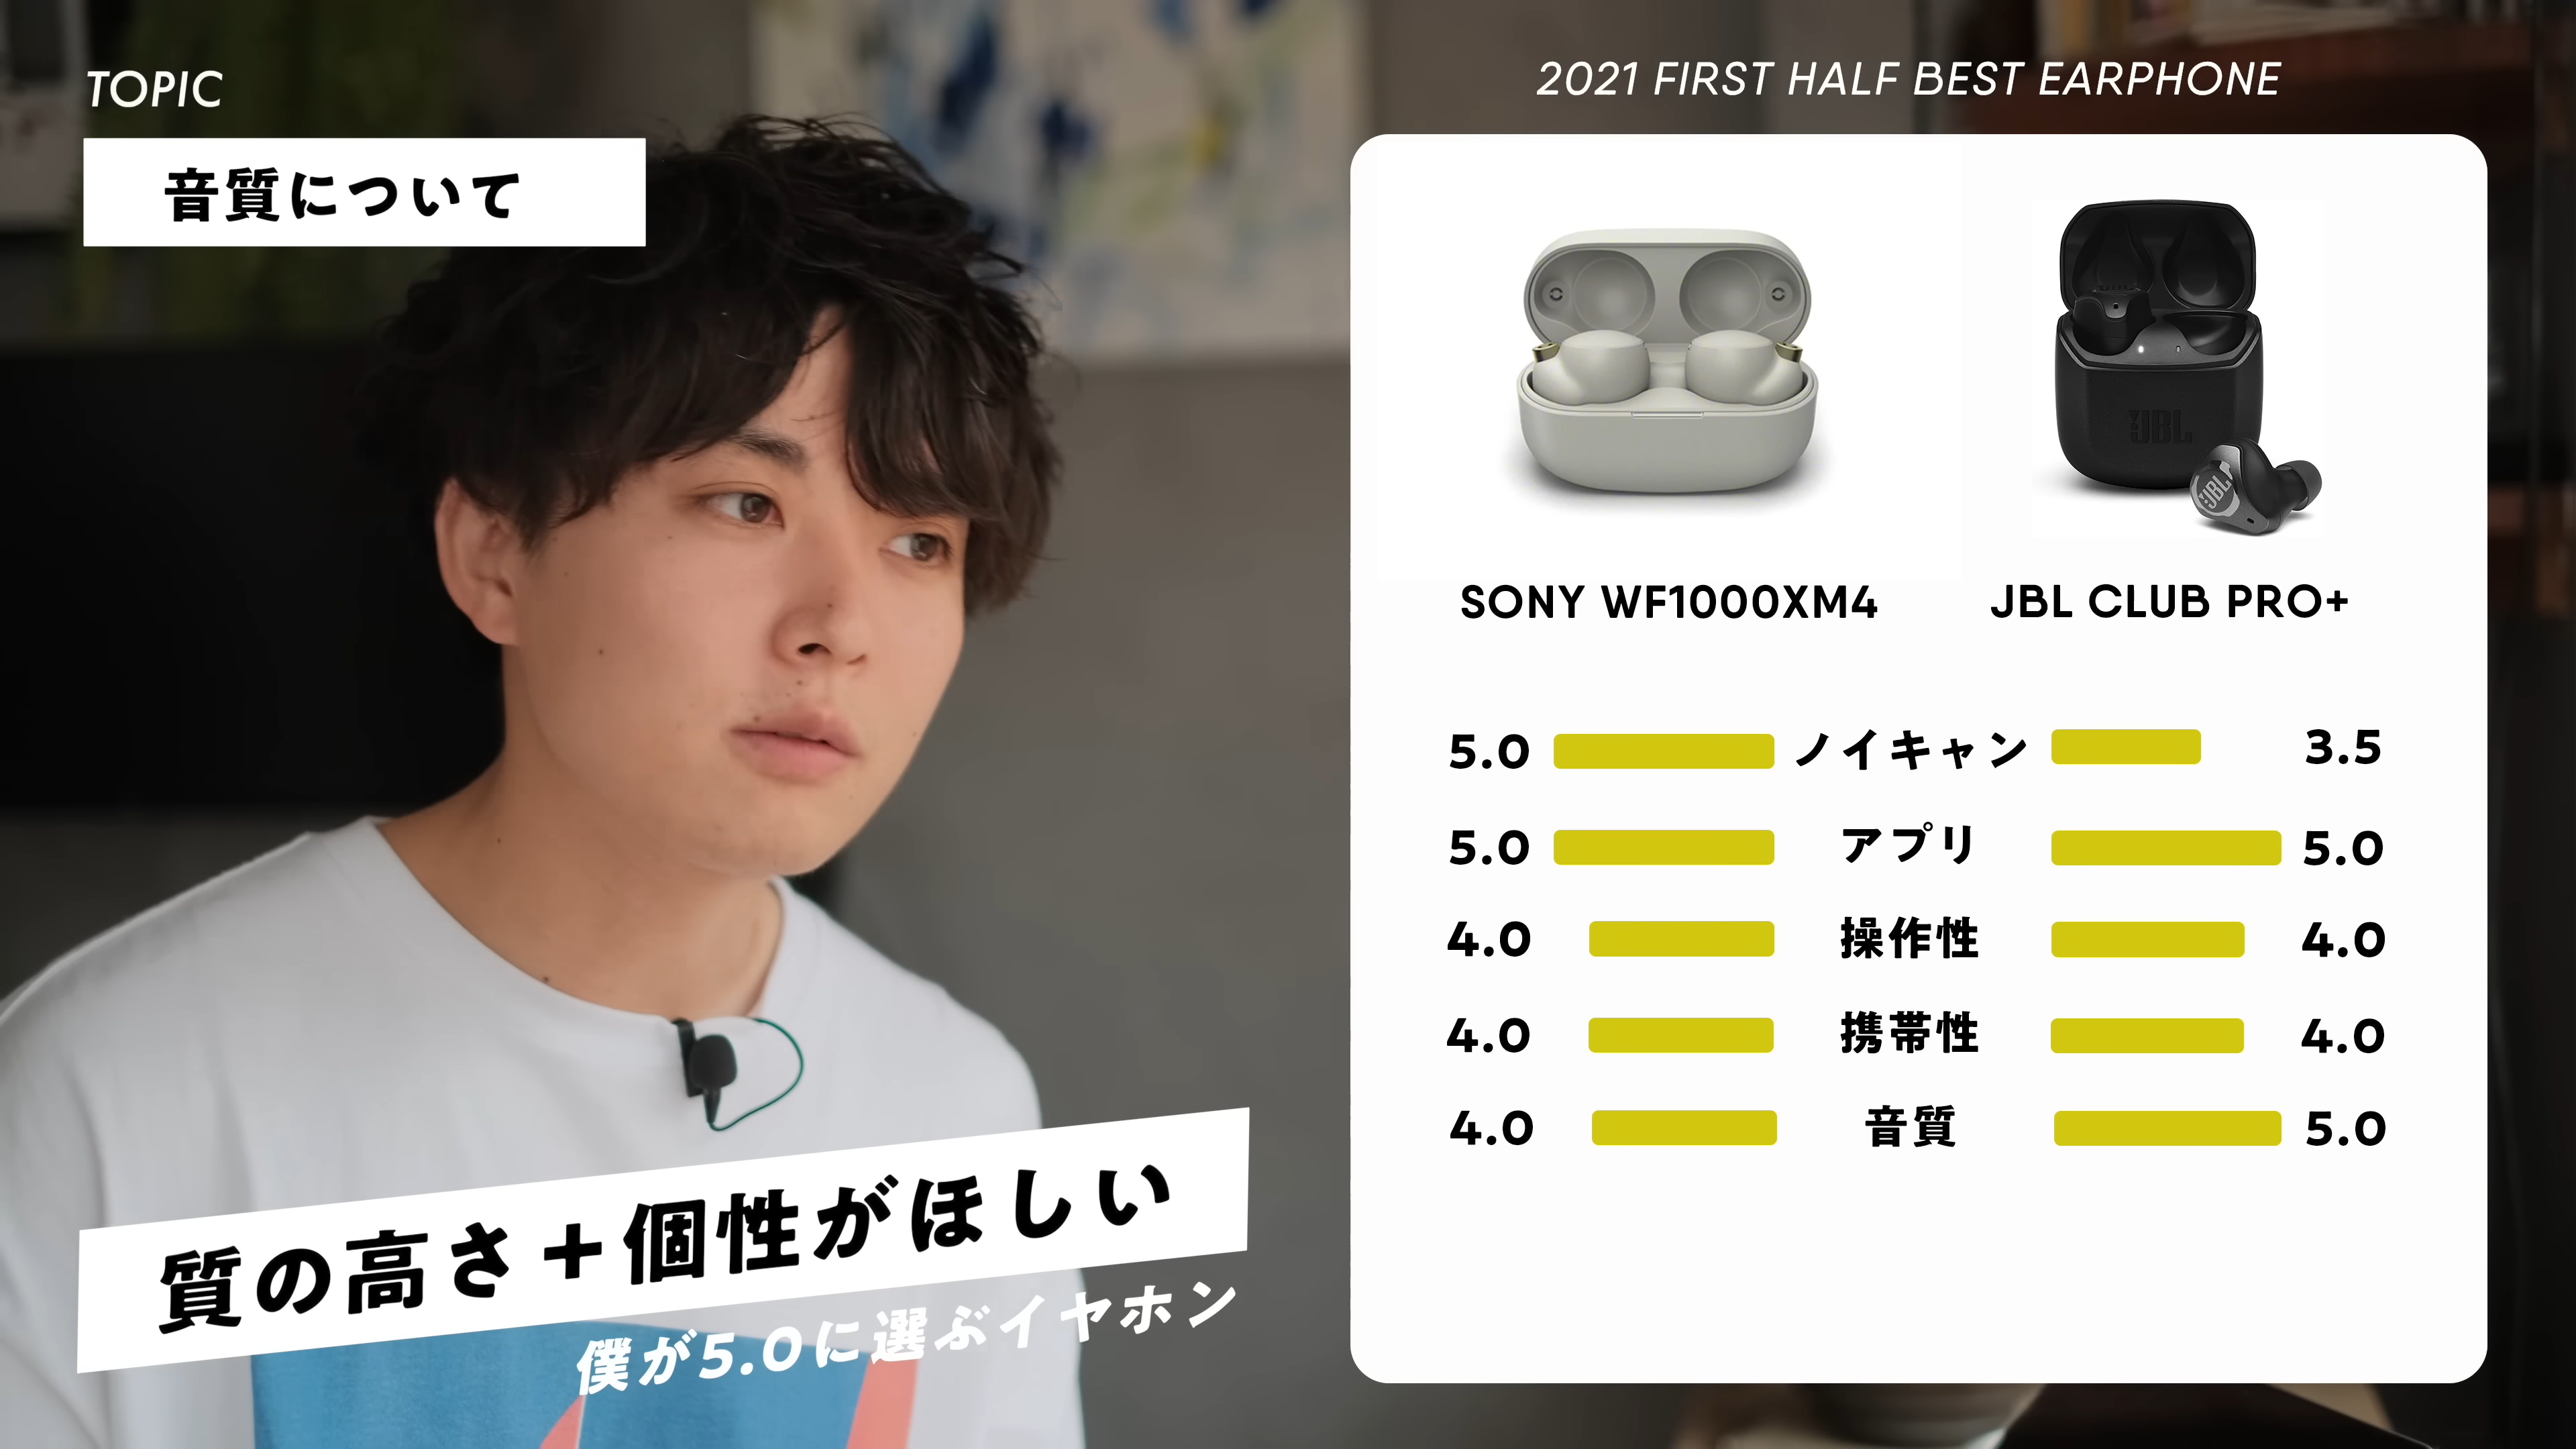 TOPIC
音質について
2021 FIRST HALF BEST EARPHONE
JBL
JBL
SONY WF1000XM4
JBL CLUB PRO+
5.0 ノイキャン 3.5
5.0 アプリ 5.0
4.0 操作性 4.0
4.0 携帯性 4.0
4.0 音質 5.0
質の高さ+個性がほしい
僕が5.0に選ぶイヤホン